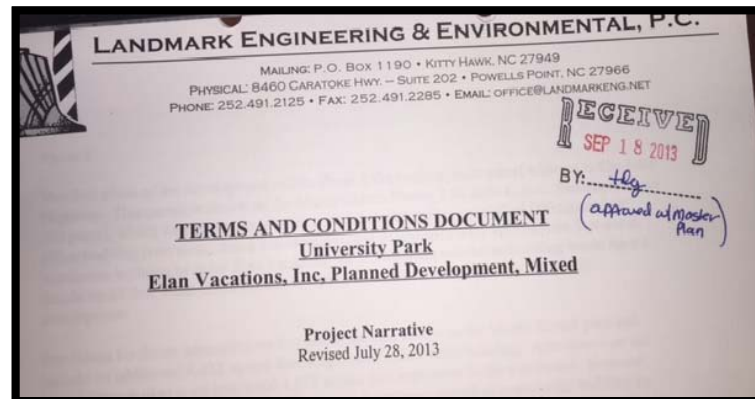 LANDMARK ENGINEERING & ENVIRONMENTAL, P.C.
MAILING: P.O. BOX 1190 • KITTY HAWK, NC 27949
PHYSICAL: 8460 CARATOKE HWY. – SUITE 202 • POWELLS POINT, NC 27966
PHONE: 252.491.2125 • FAX: 252.491.2285 • EMAIL: OFFICE@LANDMARKENG.NET
RECEIVED
SEP 18 2013
BY:
(approved w/ Master
Plan)
TERMS AND CONDITIONS DOCUMENT
University Park
Elan Vacations, Inc, Planned Development, Mixed
Project Narrative
Revised July 28, 2013